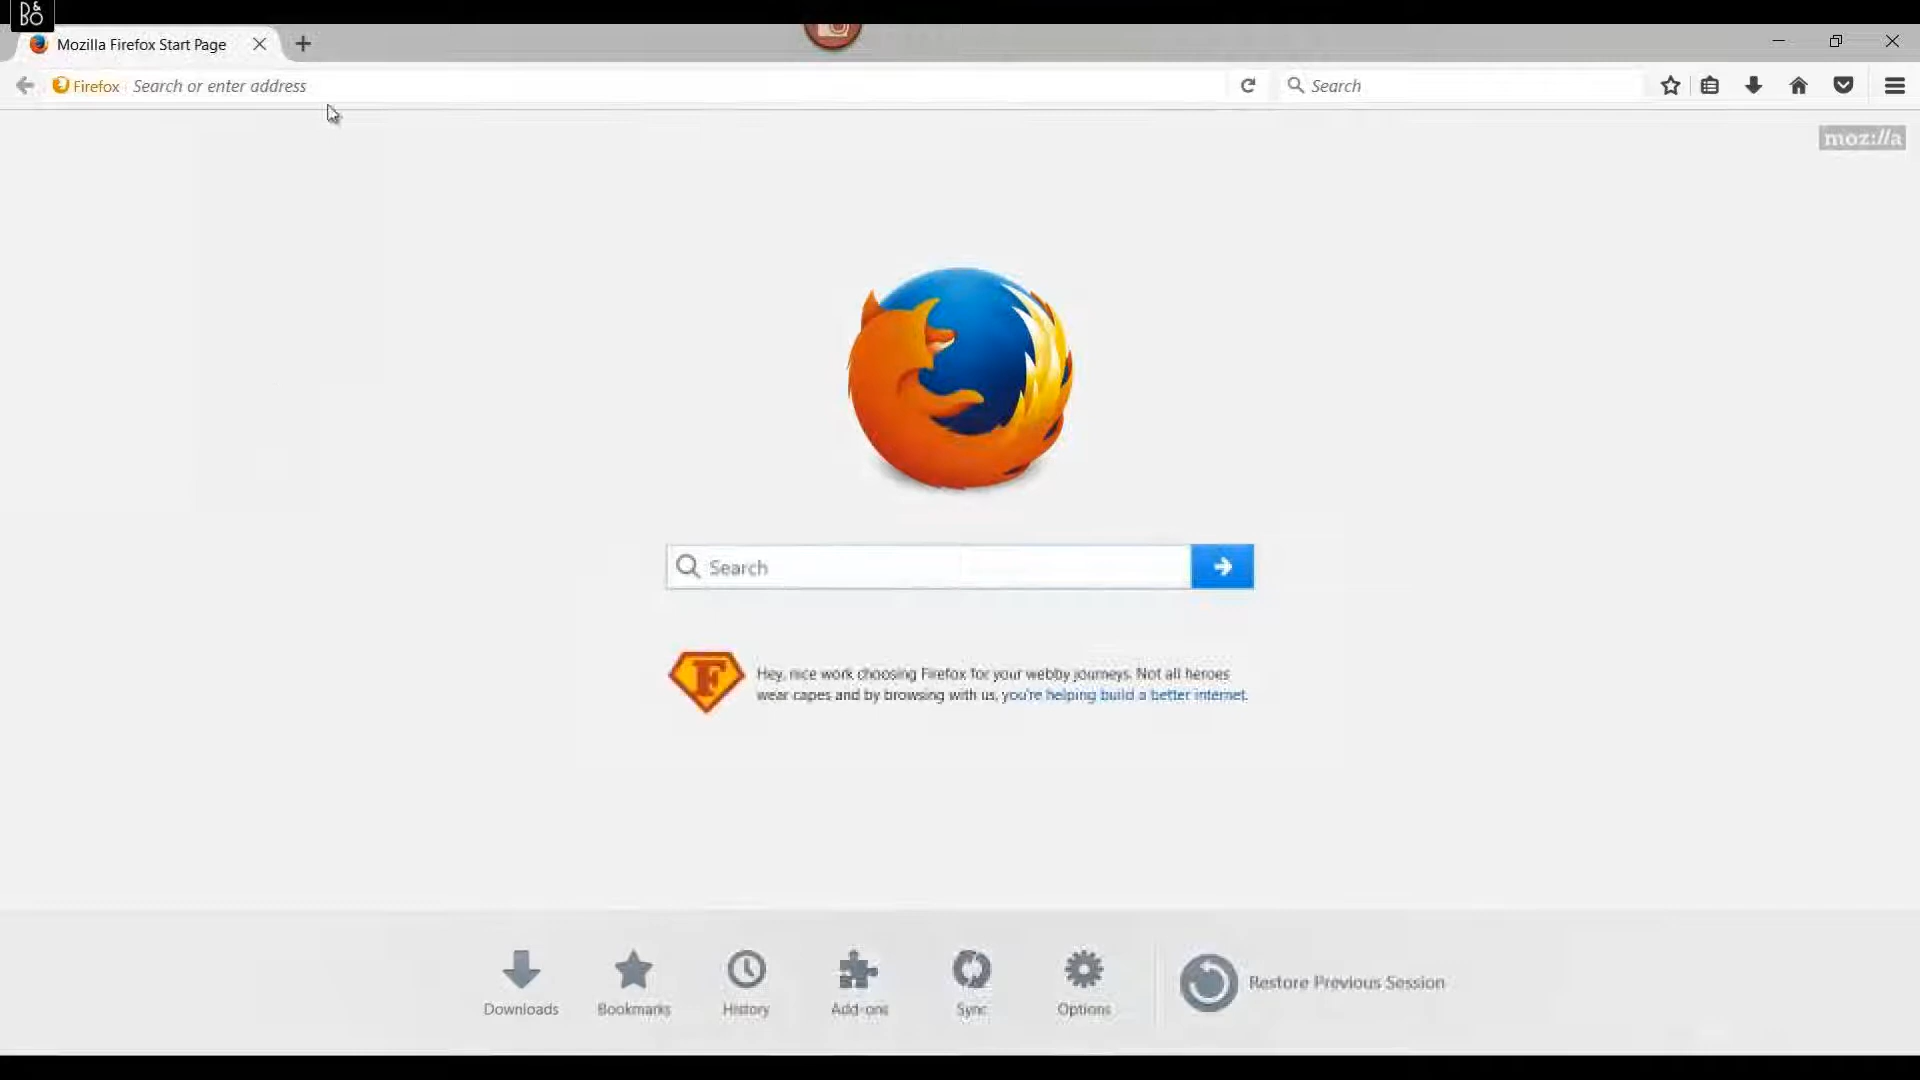 B&O
Mozilla Firefox Start Page
Firefox Search or enter address
Search
moz://a
Search
F
Hey, nice work choosing Firefox for your webby journeys. Not all heroes
wear capes and by browsing with us, you're helping build a better internet.
Downloads
Bookmarks
History
Add-ons
Sync
Options
Restore Previous Session